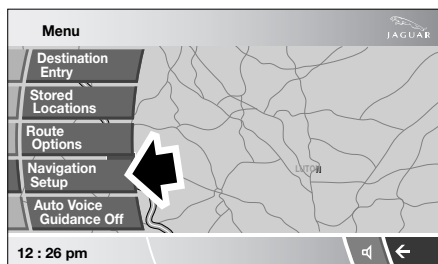 Menu
JAGUAR
Destination
Entry
Stored
Locations
Route
Options
Navigation
Setup
Auto Voice
Guidance Off
LUTON
12 : 26 pm